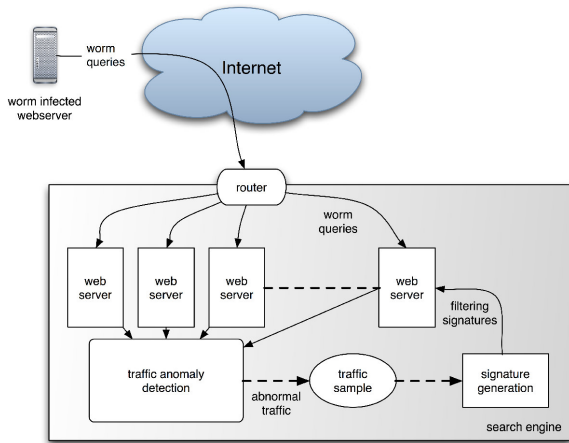 worm
queries
Internet
worm infected
webserver
router
worm
queries
web
server
web
server
web
server
web
server
filtering
signatures
traffic anomaly
detection
abnormal
traffic
traffic
sample
signature
generation
search engine